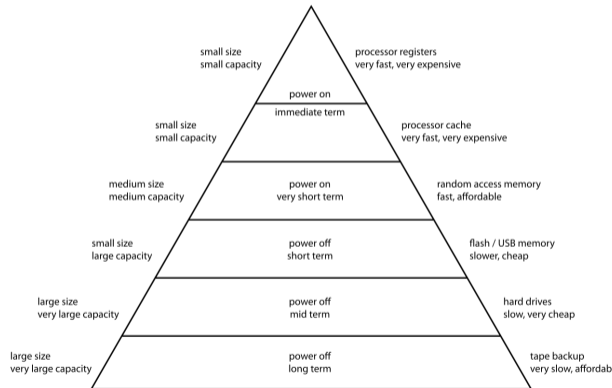 small size
small capacity
processor registers
very fast, very expensive
power on
immediate term
small size
small capacity
processor cache
very fast, very expensive
medium size
medium capacity
power on
very short term
random access memory
fast, affordable
small size
large capacity
power off
short term
flash / USB memory
slower, cheap
large size
very large capacity
power off
mid term
hard drives
slow, very cheap
large size
very large capacity
power off
long term
tape backup
very slow, affordab